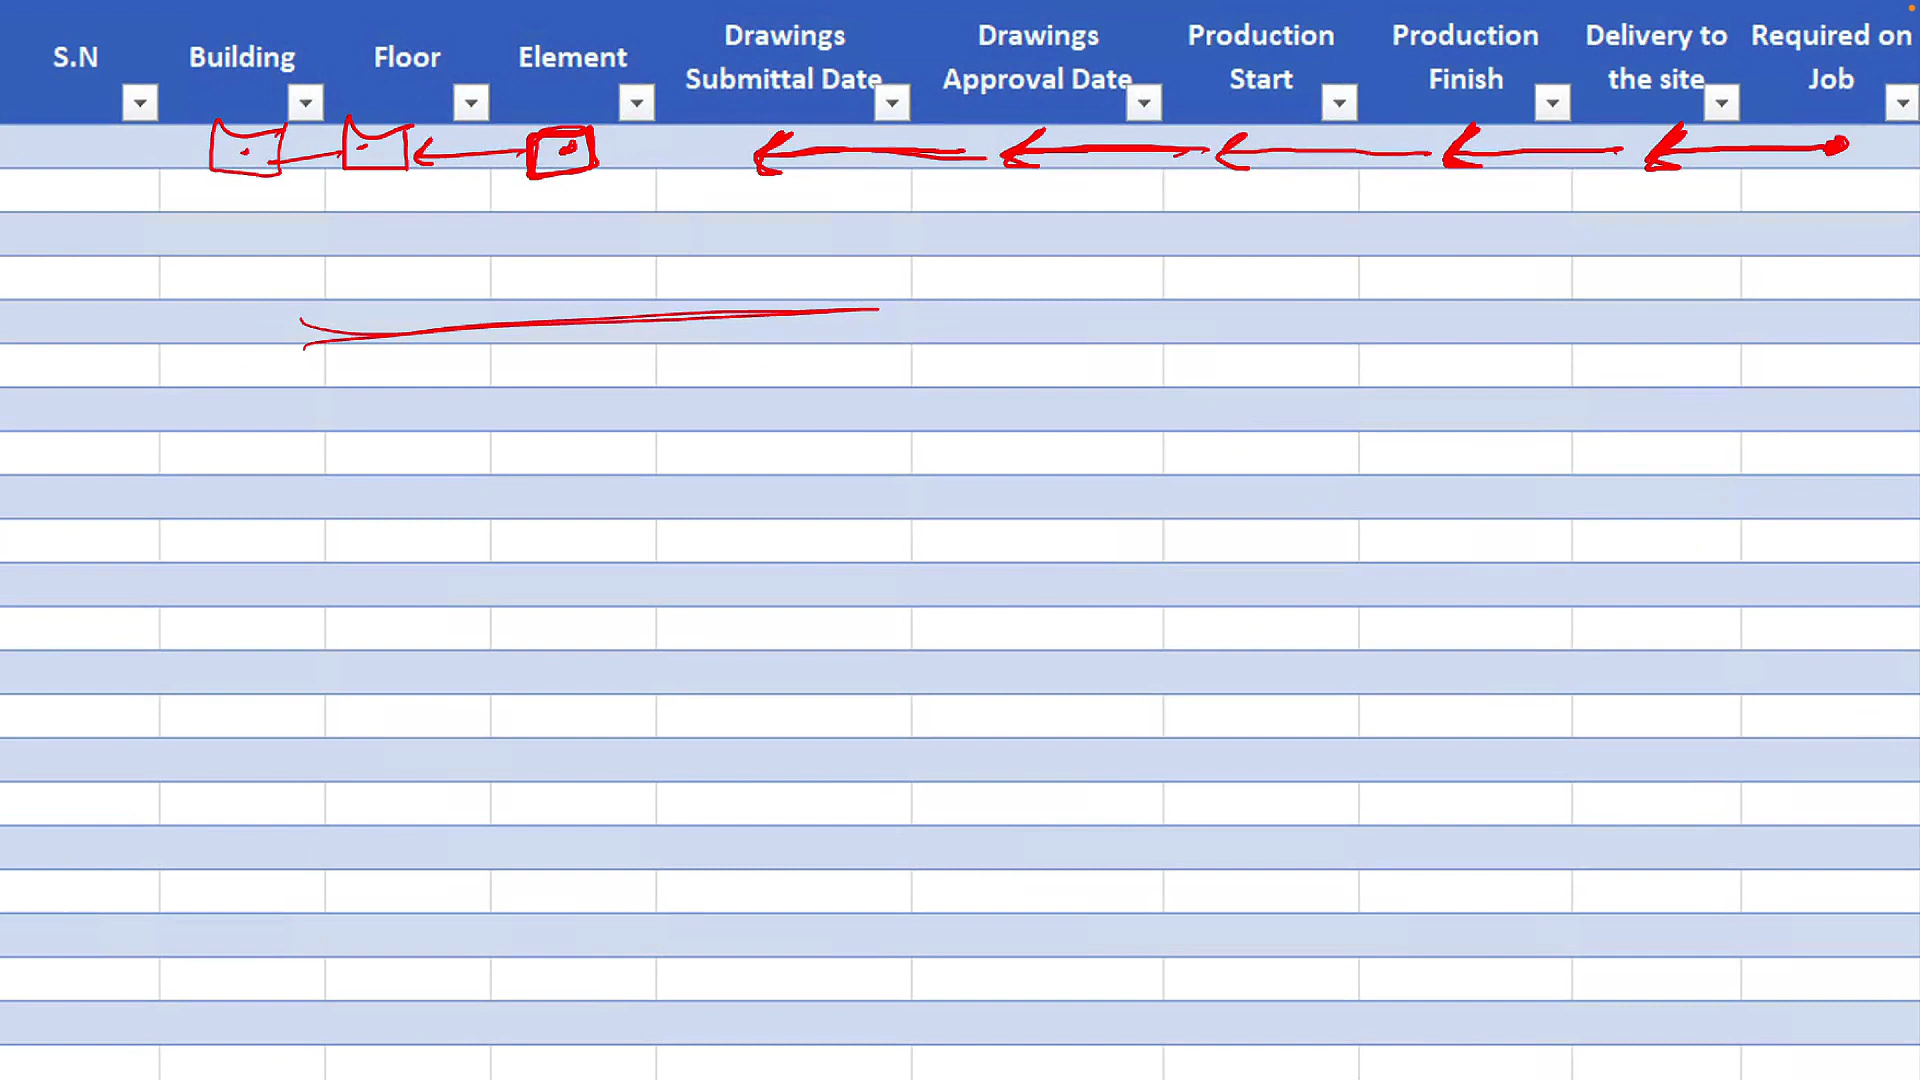 S.N Building Floor Element Drawings Submittal Date Drawings Approval Date Production Start Production Finish Delivery to the site Required on Job